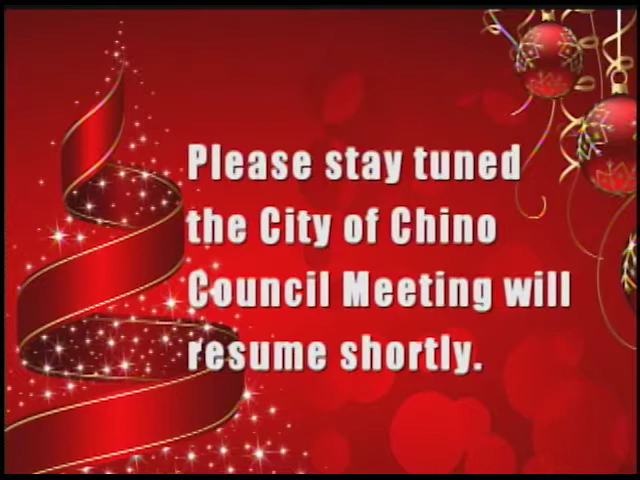 Please stay tuned
the City of Chino
Council Meeting will
resume shortly.